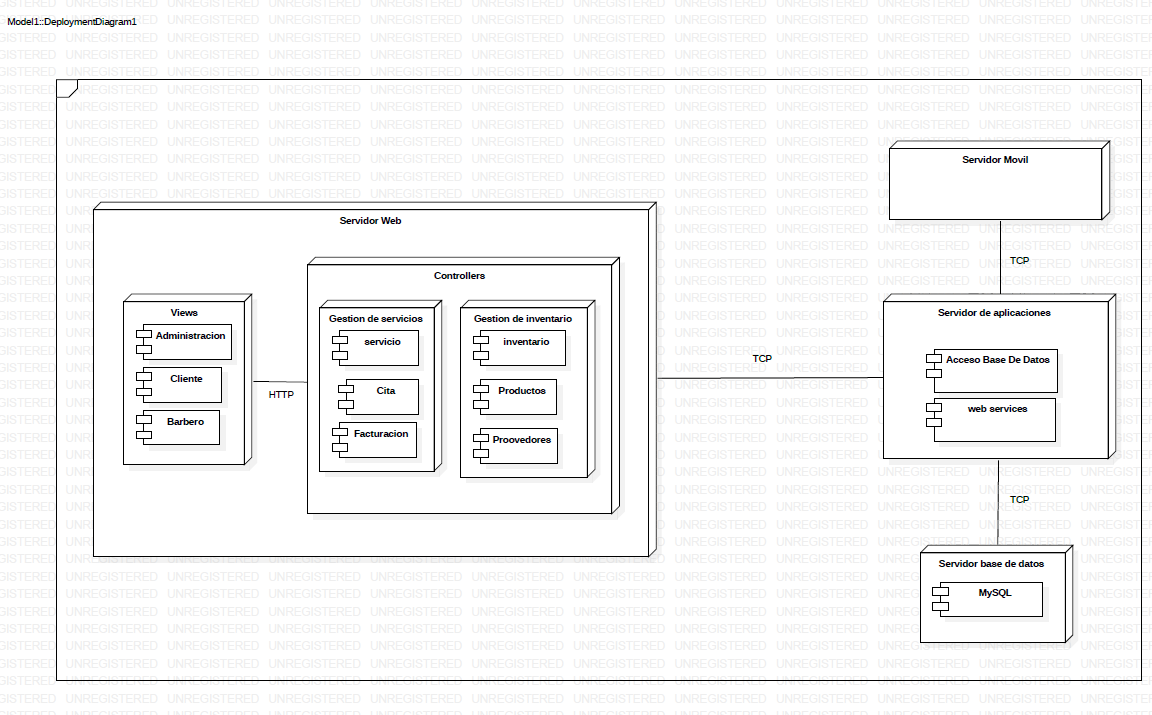 Model1::DeploymentDiagram1
Servidor Movil
TCP
Servidor Web
Controllers
Views
Administracion
Cliente
Barbero
HTTP
Gestion de servicios
servicio
Cita
Facturacion
Gestion de inventario
inventario
Productos
Proovedores
TCP
Servidor de aplicaciones
Acceso Base De Datos
web services
TCP
Servidor base de datos
MySQL
UNREGISTERED